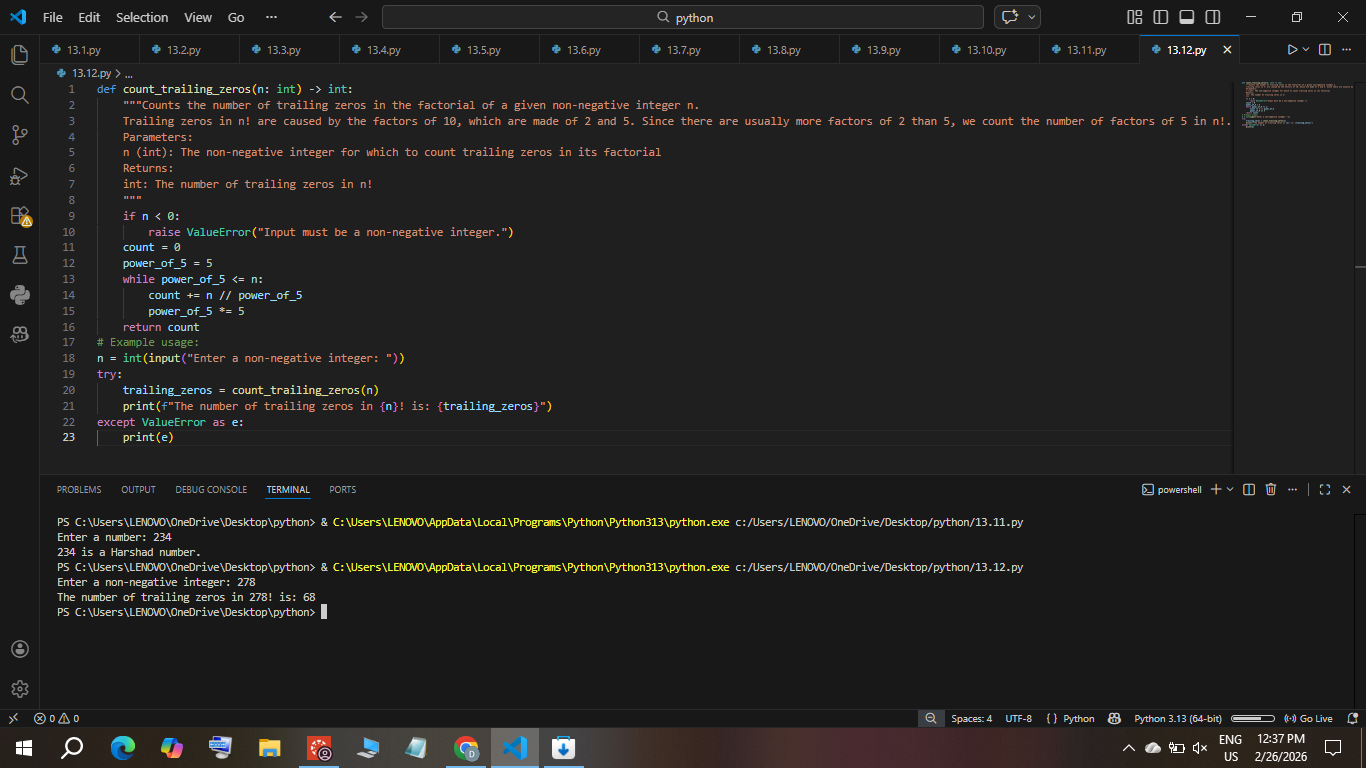 File Edit Selection View Go ··· python
13.1.py 13.2.py 13.3.py 13.4.py 13.5.py 13.6.py 13.7.py 13.8.py 13.9.py 13.10.py 13.11.py 13.12.py
13.12.py > ...
1 def count_trailing_zeros(n: int) -> int:
2 """Counts the number of trailing zeros in the factorial of a given non-negative integer n.
3 Trailing zeros in n! are caused by the factors of 10, which are made of 2 and 5. Since there are usually more factors of 2 than 5, we count the number of factors of 5 in n!.
4 Parameters:
5 n (int): The non-negative integer for which to count trailing zeros in its factorial
6 Returns:
7 int: The number of trailing zeros in n!
8 """
9 if n < 0:
10 raise ValueError("Input must be a non-negative integer.")
11 count = 0
12 power_of_5 = 5
13 while power_of_5 <= n:
14 count += n // power_of_5
15 power_of_5 *= 5
16 return count
17 # Example usage:
18 n = int(input("Enter a non-negative integer: "))
19 try:
20 trailing_zeros = count_trailing_zeros(n)
21 print(f"The number of trailing zeros in {n}! is: {trailing_zeros}")
22 except ValueError as e:
23 print(e)
PROBLEMS OUTPUT DEBUG CONSOLE TERMINAL PORTS powershell
PS C:\Users\LENOVO\OneDrive\Desktop\python> & C:\Users\LENOVO\AppData\Local\Programs\Python\Python313\python.exe c:/Users/LENOVO/OneDrive/Desktop/python/13.11.py
Enter a number: 234
234 is a Harshad number.
PS C:\Users\LENOVO\OneDrive\Desktop\python> & C:\Users\LENOVO\AppData\Local\Programs\Python\Python313\python.exe c:/Users/LENOVO/OneDrive/Desktop/python/13.12.py
Enter a non-negative integer: 278
The number of trailing zeros in 278! is: 68
PS C:\Users\LENOVO\OneDrive\Desktop\python>
0 0 Spaces: 4 UTF-8 {} Python Python 3.13 (64-bit) Go Live
ENG 12:37 PM
US 2/26/2026